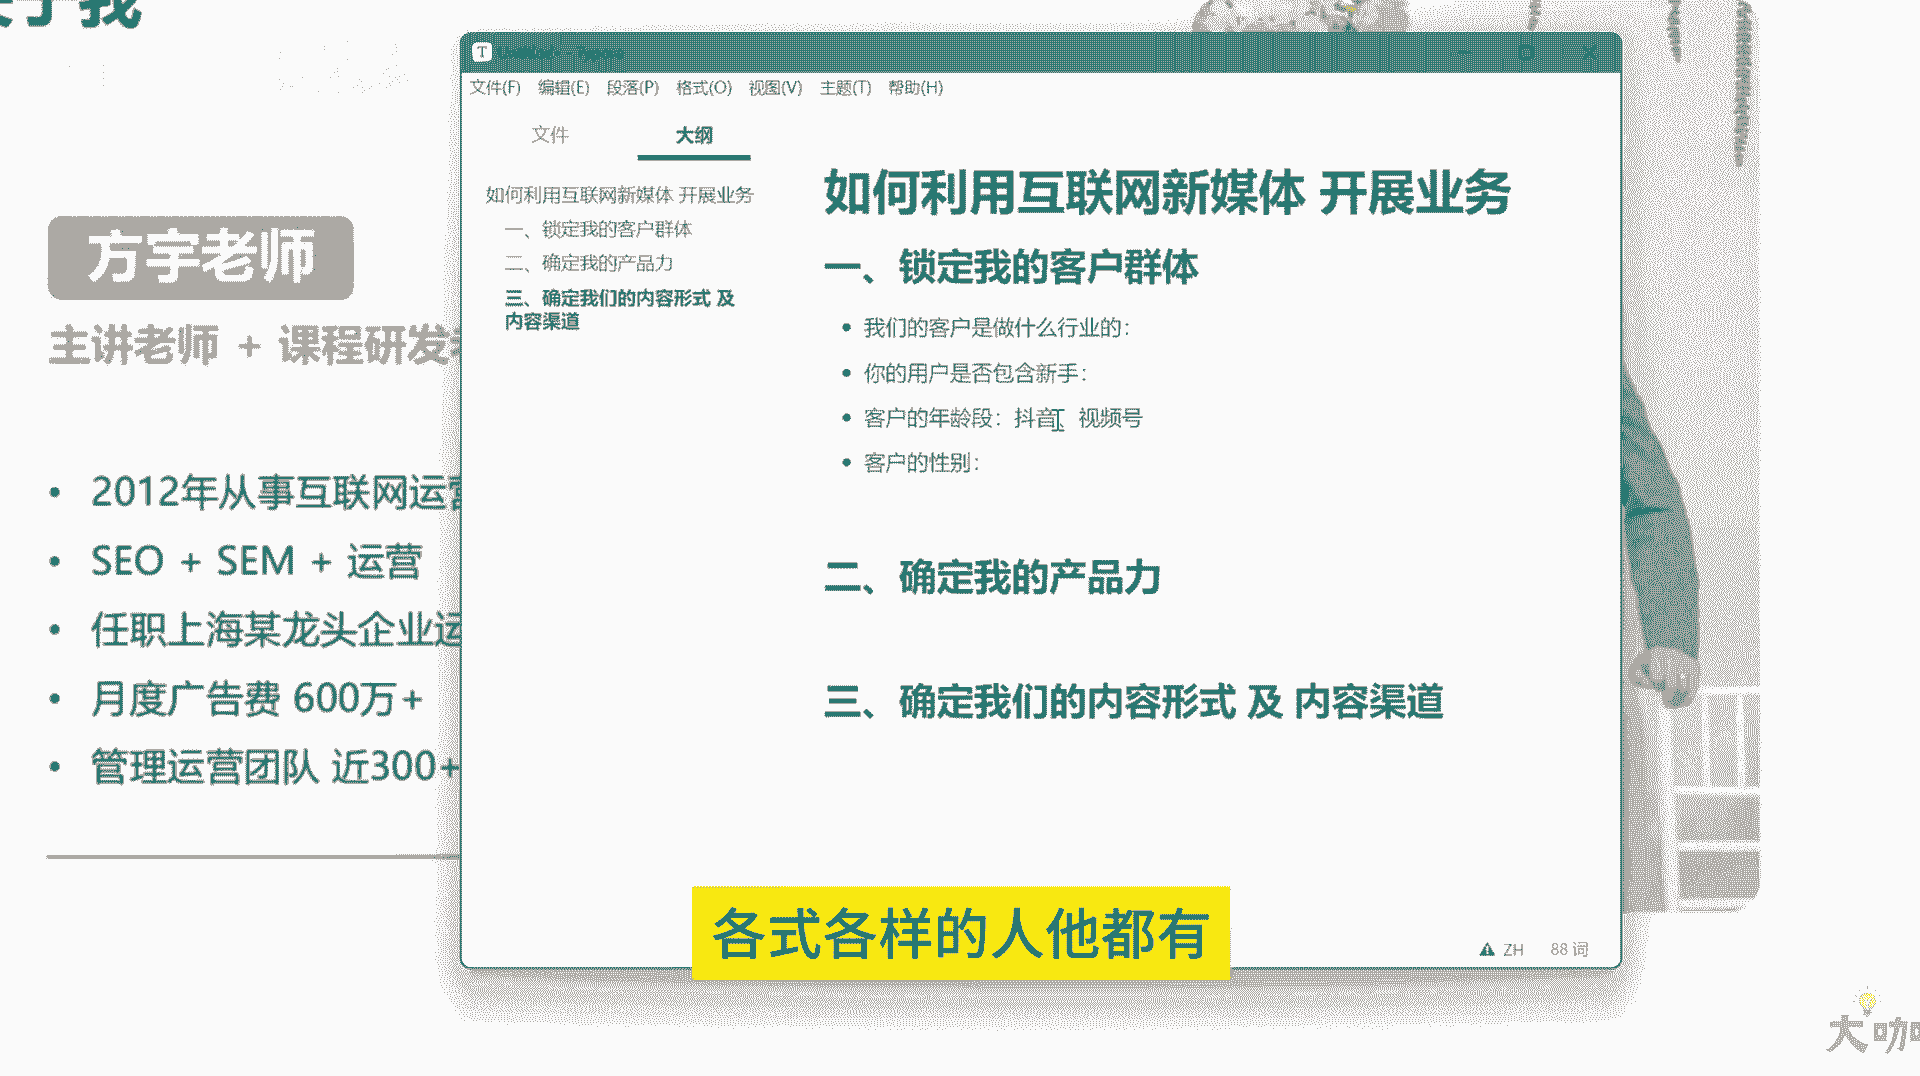 于我
方宇老师
主讲老师 + 课程研发
2012年从事互联网运营
SEO + SEM + 运营
任职上海某龙头企业运
月度广告费 600万+
管理运营团队 近300+
T
文件(F) 编辑(E) 段落(P) 格式(O) 视图(V) 主题(T) 帮助(H)
文件 大纲
如何利用互联网新媒体 开展业务
一、锁定我的客户群体
二、确定我的产品力
三、确定我们的内容形式 及
内容渠道
如何利用互联网新媒体 开展业务
一、锁定我的客户群体
我们的客户是做什么行业的：
你的用户是否包含新手：
客户的年龄段：抖音、 视频号
客户的性别：
二、确定我的产品力
三、确定我们的内容形式 及 内容渠道
ZH 88 词
各式各样的人他都有
大咖